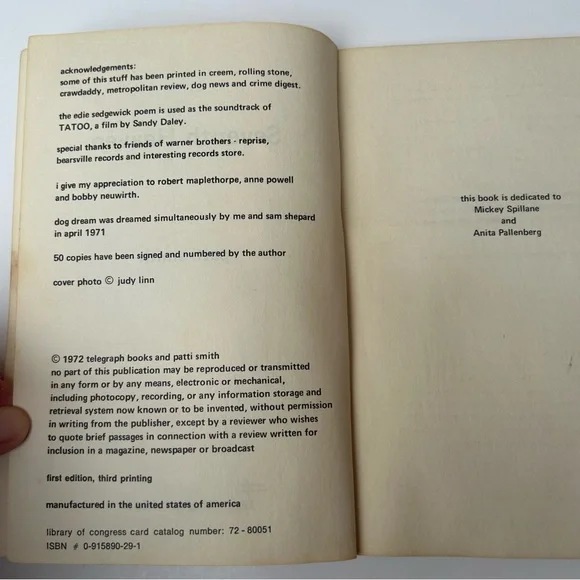 acknowledgements:
some of this stuff has been printed in creem, rolling stone,
crawdaddy, metropolitan review, dog news and crime digest.
the edie sedgewick poem is used as the soundtrack of
TATOO, a film by Sandy Daley.
special thanks to friends of warner brothers - reprise,
bearsville records and interesting records store.
i give my appreciation to robert maplethorpe, anne powell
and bobby neuwirth.
dog dream was dreamed simultaneously by me and sam shepard
in april 1971
50 copies have been signed and numbered by the author
cover photo © judy linn
© 1972 telegraph books and patti smith
no part of this publication may be reproduced or transmitted
in any form or by any means, electronic or mechanical,
including photocopy, recording, or any information storage and
retrieval system now known or to be invented, without permission
in writing from the publisher, except by a reviewer who wishes
to quote brief passages in connection with a review written for
inclusion in a magazine, newspaper or broadcast
first edition, third printing
manufactured in the united states of america
library of congress card catalog number: 72 - 80051
ISBN # 0-915890-29-1
this book is dedicated to
Mickey Spillane
and
Anita Pallenberg